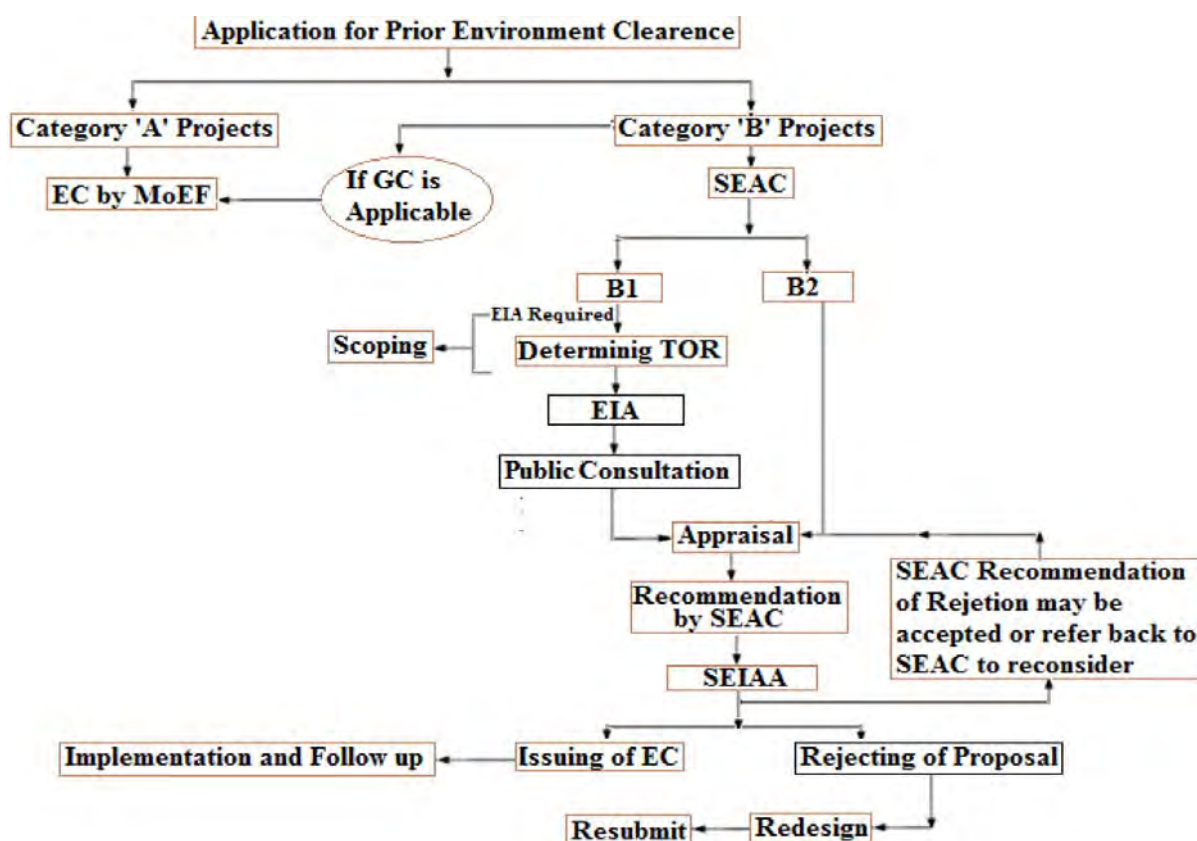 Application for Prior Environment Clearence
Category 'A' Projects
Category 'B' Projects
EC by MoEF
If GC is
Applicable
SEAC
B1
B2
EIA Required
Scoping
Determinig TOR
EIA
Public Consultation
Appraisal
SEAC Recommendation
of Rejetion may be
accepted or refer back to
SEAC to reconsider
Recommendation
by SEAC
SEIAA
Implementation and Follow up
Issuing of EC
Rejecting of Proposal
Resubmit
Redesign